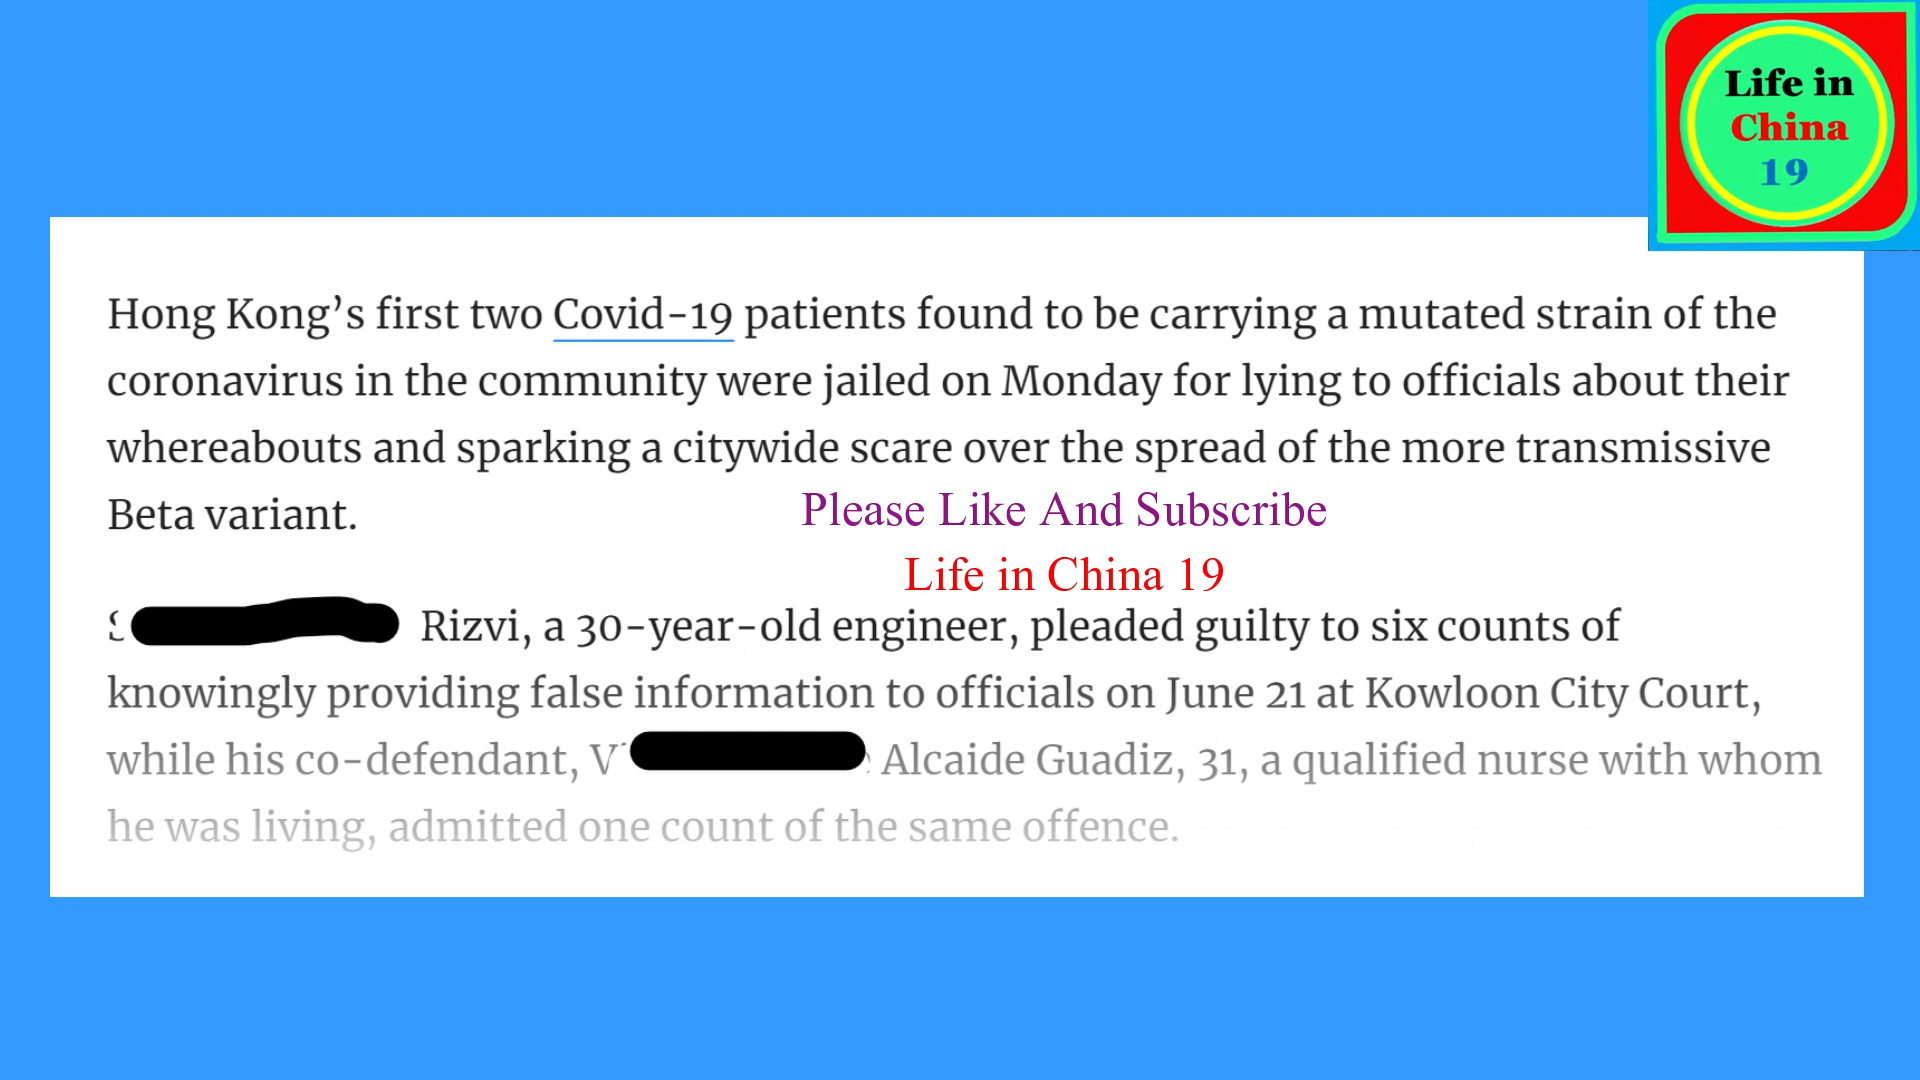 Life in
China
19
Hong Kong’s first two Covid-19 patients found to be carrying a mutated strain of the
coronavirus in the community were jailed on Monday for lying to officials about their
whereabouts and sparking a citywide scare over the spread of the more transmissive
Beta variant.
Please Like And Subscribe
Life in China 19
Rizvi, a 30-year-old engineer, pleaded guilty to six counts of
knowingly providing false information to officials on June 21 at Kowloon City Court,
while his co-defendant, Alcaide Guadiz, 31, a qualified nurse with whom
he was living, admitted one count of the same offence.